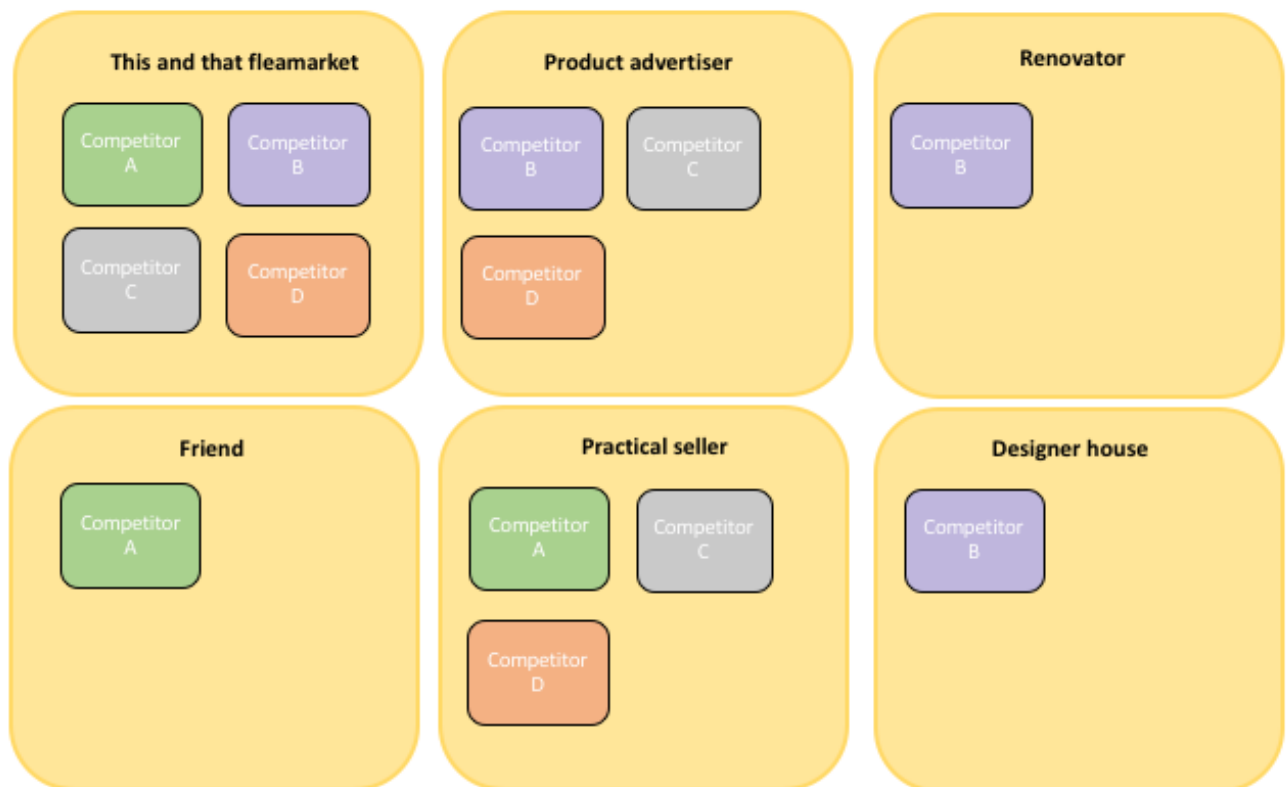 This and that fleamarket
Competitor
A
Competitor
B
Competitor
C
Competitor
D
Product advertiser
Competitor
B
Competitor
C
Competitor
D
Renovator
Competitor
B
Friend
Competitor
A
Practical seller
Competitor
A
Competitor
C
Competitor
D
Designer house
Competitor
B